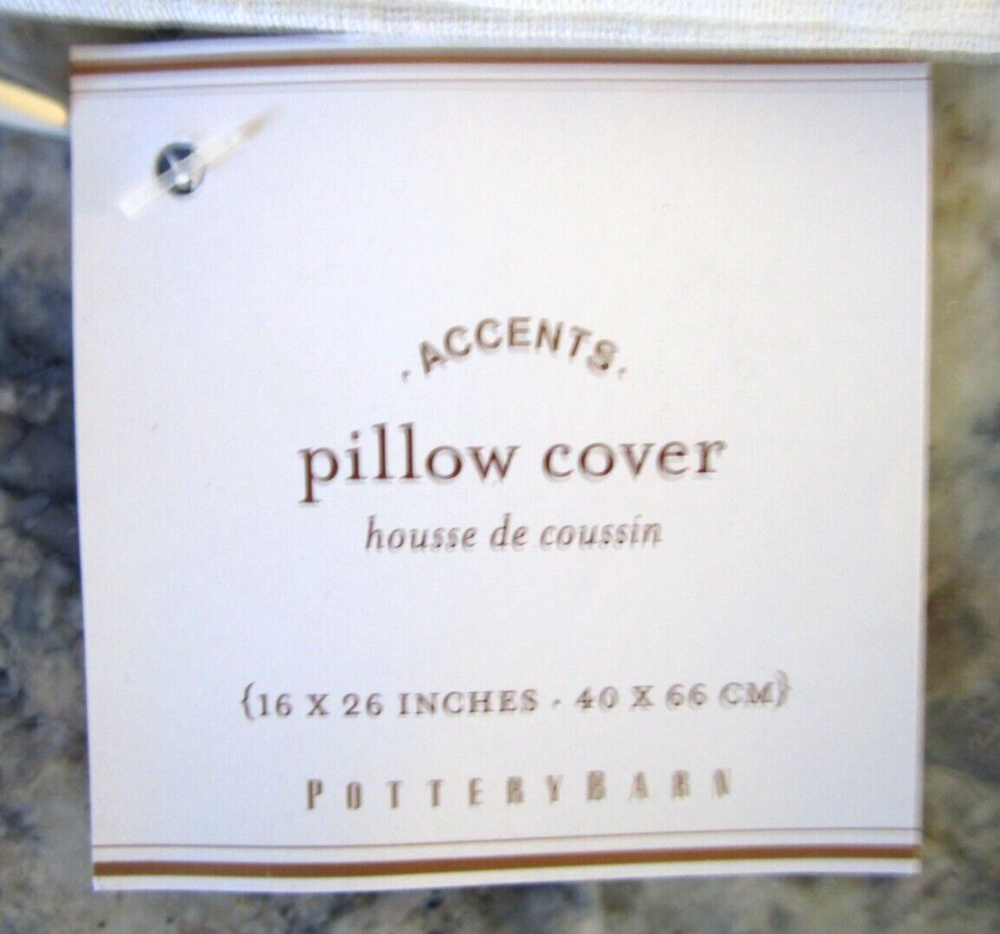 · ACCENTS ·
pillow cover
housse de coussin
{16 X 26 INCHES · 40 X 66 CM}
POTTERYBARN